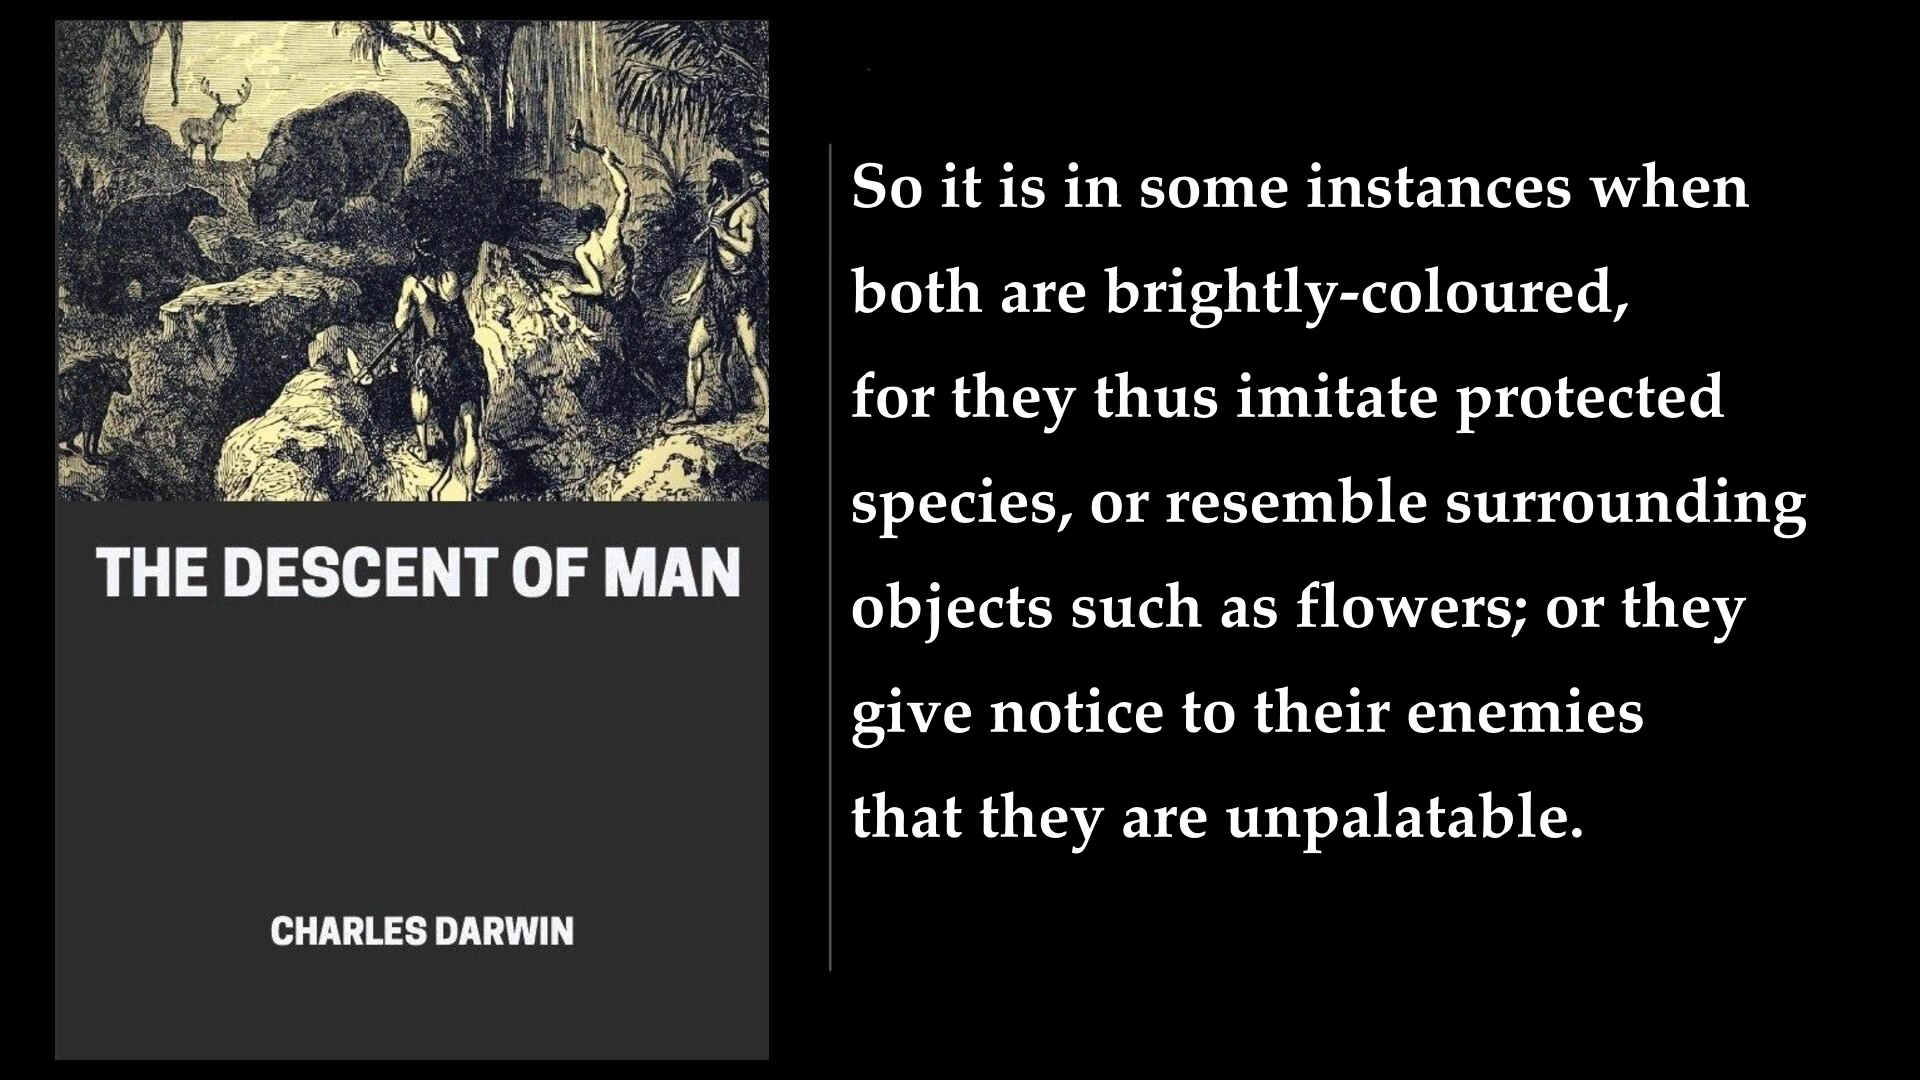 THE DESCENT OF MAN
CHARLES DARWIN
So it is in some instances when
both are brightly-coloured,
for they thus imitate protected
species, or resemble surrounding
objects such as flowers; or they
give notice to their enemies
that they are unpalatable.